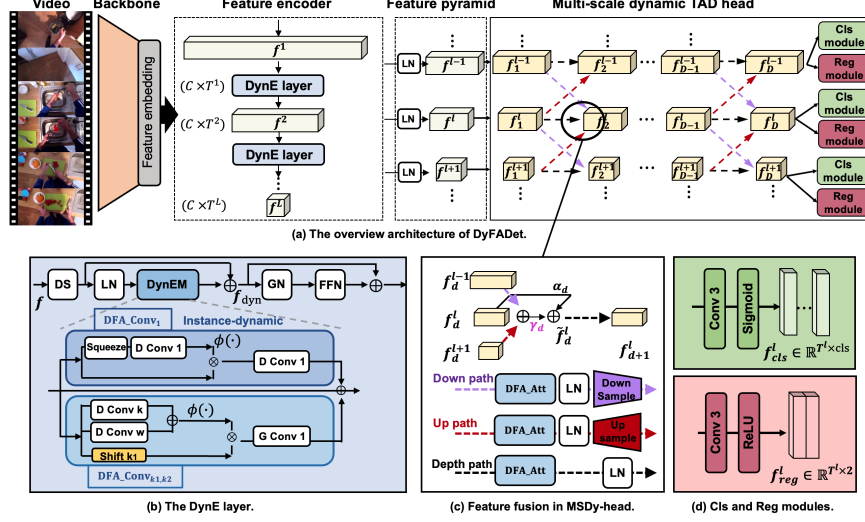 Video Backbone Feature encoder Feature pyramid Multi-scale dynamic TAD head
Feature embedding
f^1
(C ×T^1) DynE layer
(C ×T^2) f^2
DynE layer
(C ×T^L) f^L
LN f^{l-1} f_1^{l-1} f_2^{l-1} ... f_{D-1}^{l-1} f_D^{l-1}
LN f^l f_1^l f_2^l ... f_{D-1}^l f_D^l
LN f^{l+1} f_1^{l+1} f_2^{l+1} ... f_{D-1}^{l+1} f_D^{l+1}
Cls module
Reg module
Cls module
Reg module
Cls module
Reg module
(a) The overview architecture of DyFADet.
f DS LN DynEM ⊕ f_dyn GN FFN ⊕
DFA_Conv_1 Instance-dynamic
Squeeze D Conv 1 ϕ(·) ⊗ D Conv 1
D Conv k ϕ(·)
D Conv w ⊗ G Conv 1
Shift k1
DFA_Conv_{k1,k2}
(b) The DynE layer.
f_d^{l-1} α_d
f_d^l γ_d f̃_d^l
f_d^{l+1} f_{d+1}^l
Down path DFA_Att LN Down Sample
Up path DFA_Att LN Up sample
Depth path DFA_Att LN
(c) Feature fusion in MSDy-head.
Conv 3 Sigmoid ...
f_cls^l ∈ ℝ^{T^l×cls}
Conv 3 ReLU
f_reg^l ∈ ℝ^{T^l×2}
(d) Cls and Reg modules.